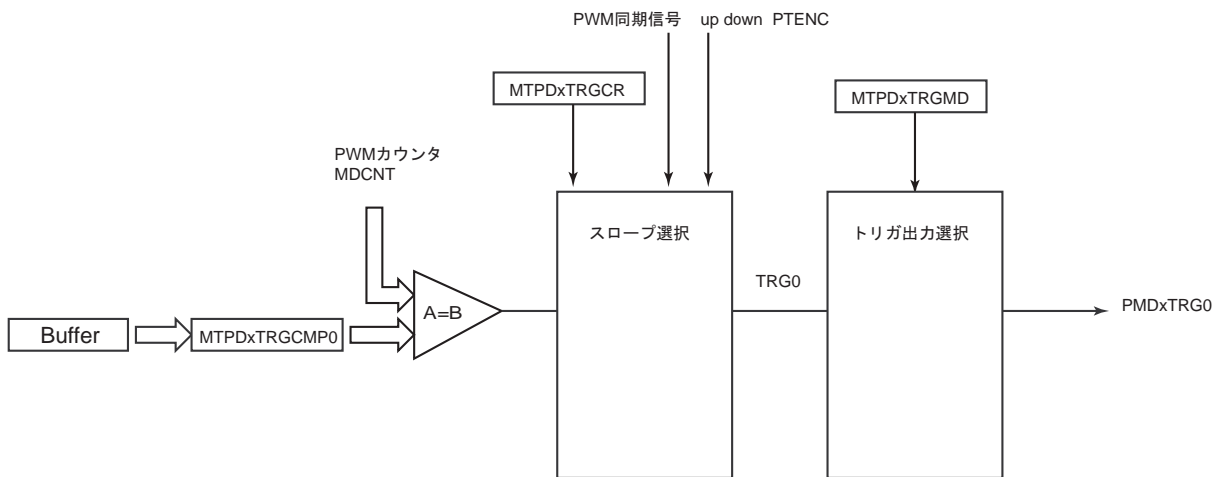 PWM同期信号 up down PTENC
MTPDxTRGCR
MTPDxTRGMD
PWMカウンタ
MDCNT
スロープ選択
トリガ出力選択
TRG0
A=B
PMDxTRG0
Buffer
MTPDxTRGCMP0